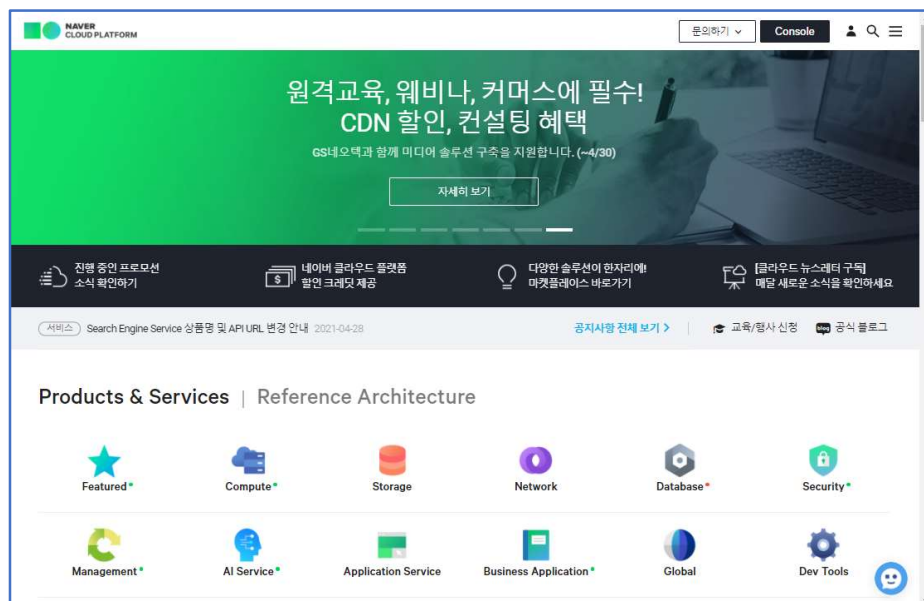 NAVER
CLOUD PLATFORM
문의하기
Console
원격교육, 웨비나, 커머스에 필수!
CDN 할인, 컨설팅 혜택
GS네오텍과 함께 미디어 솔루션 구축을 지원합니다. (~4/30)
자세히 보기
진행 중인 프로모션
소식 확인하기
네이버 클라우드 플랫폼
할인 크레딧 제공
다양한 솔루션이 한자리에!
마켓플레이스 바로가기
[클라우드 뉴스레터 구독]
매달 새로운 소식을 확인하세요
서비스 Search Engine Service 상품명 및 API URL 변경 안내 2021-04-28
공지사항 전체 보기
교육/행사 신청
blog 공식 블로그
Products & Services | Reference Architecture
Featured
Compute
Storage
Network
Database
Security
Management
AI Service
Application Service
Business Application
Global
Dev Tools